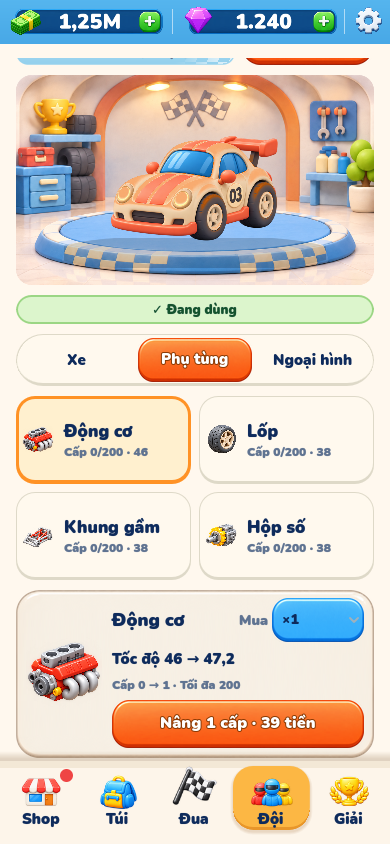 1,25M
1.240
03
✓ Đang dùng
Xe
Phụ tùng
Ngoại hình
Động cơ
Cấp 0/200 · 46
Lốp
Cấp 0/200 · 38
Khung gầm
Cấp 0/200 · 38
Hộp số
Cấp 0/200 · 38
Động cơ
Mua
×1
Tốc độ 46 → 47,2
Cấp 0 → 1 · Tối đa 200
Nâng 1 cấp · 39 tiền
Shop
Túi
Đua
Đội
Giải